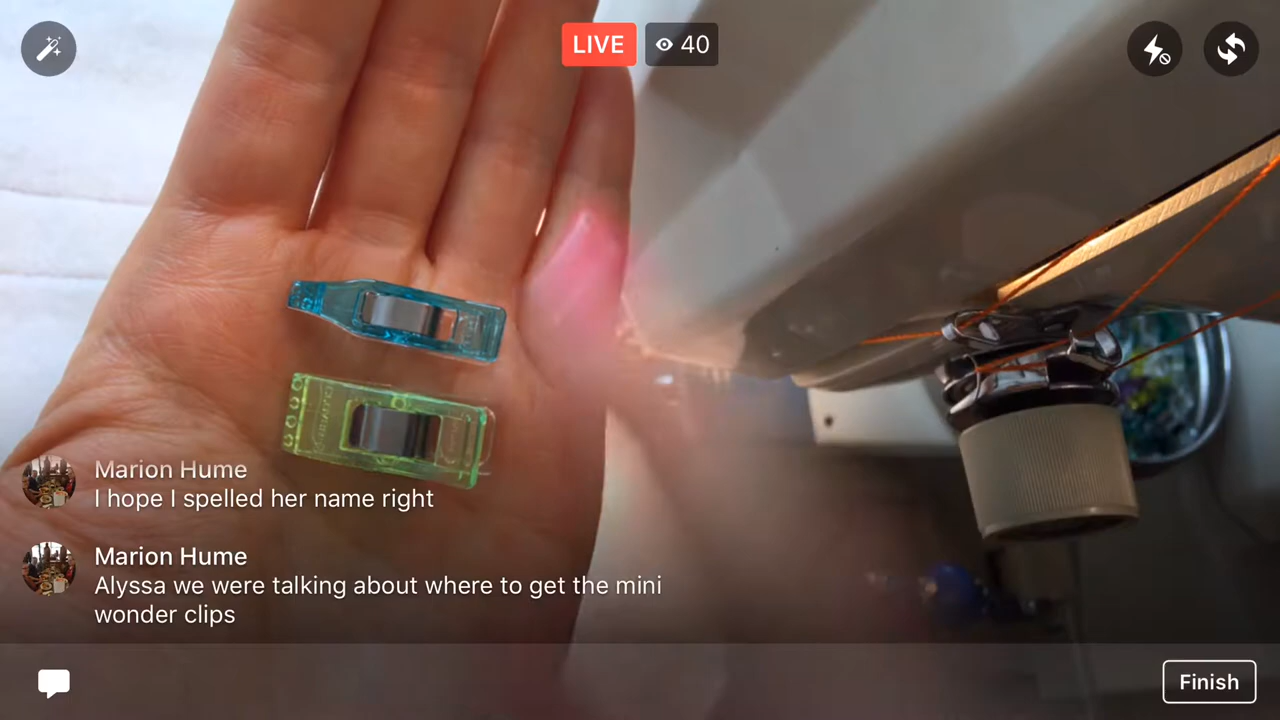 LIVE
40
Marion Hume
I hope I spelled her name right
Marion Hume
Alyssa we were talking about where to get the mini
wonder clips
Finish